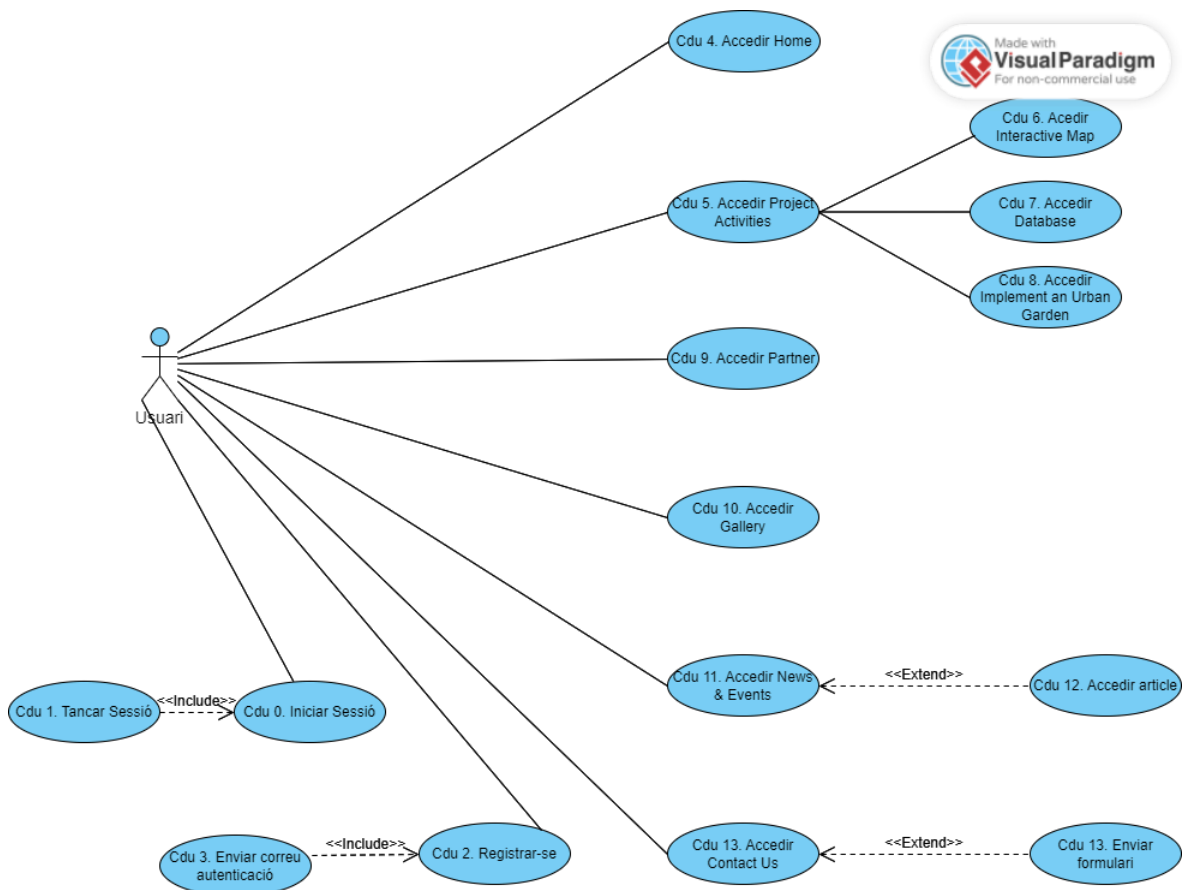 Cdu 4. Accedir Home
Made with
VisualParadigm
For non-commercial use
Cdu 6. Acedir
Interactive Map
Cdu 5. Accedir Project
Activities
Cdu 7. Accedir
Database
Cdu 8. Accedir
Implement an Urban
Garden
Cdu 9. Accedir Partner
Usuari
Cdu 10. Accedir
Gallery
Cdu 11. Accedir News
& Events
<<Extend>>
Cdu 12. Accedir article
Cdu 1. Tancar Sessió
<<Include>>
Cdu 0. Iniciar Sessió
Cdu 3. Enviar correu
autenticació
<<Include>>
Cdu 2. Registrar-se
Cdu 13. Accedir
Contact Us
<<Extend>>
Cdu 13. Enviar
formulari